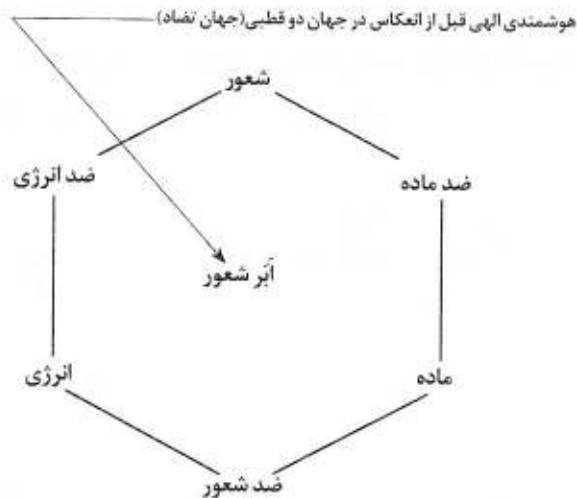 هوشمندی الهی قبل از انعکاس در جهان دو قطبی (جهان تضاد)
شعور
ضد ماده
ضد انرژی
اَبَر شعور
ماده
انرژی
ضد شعور